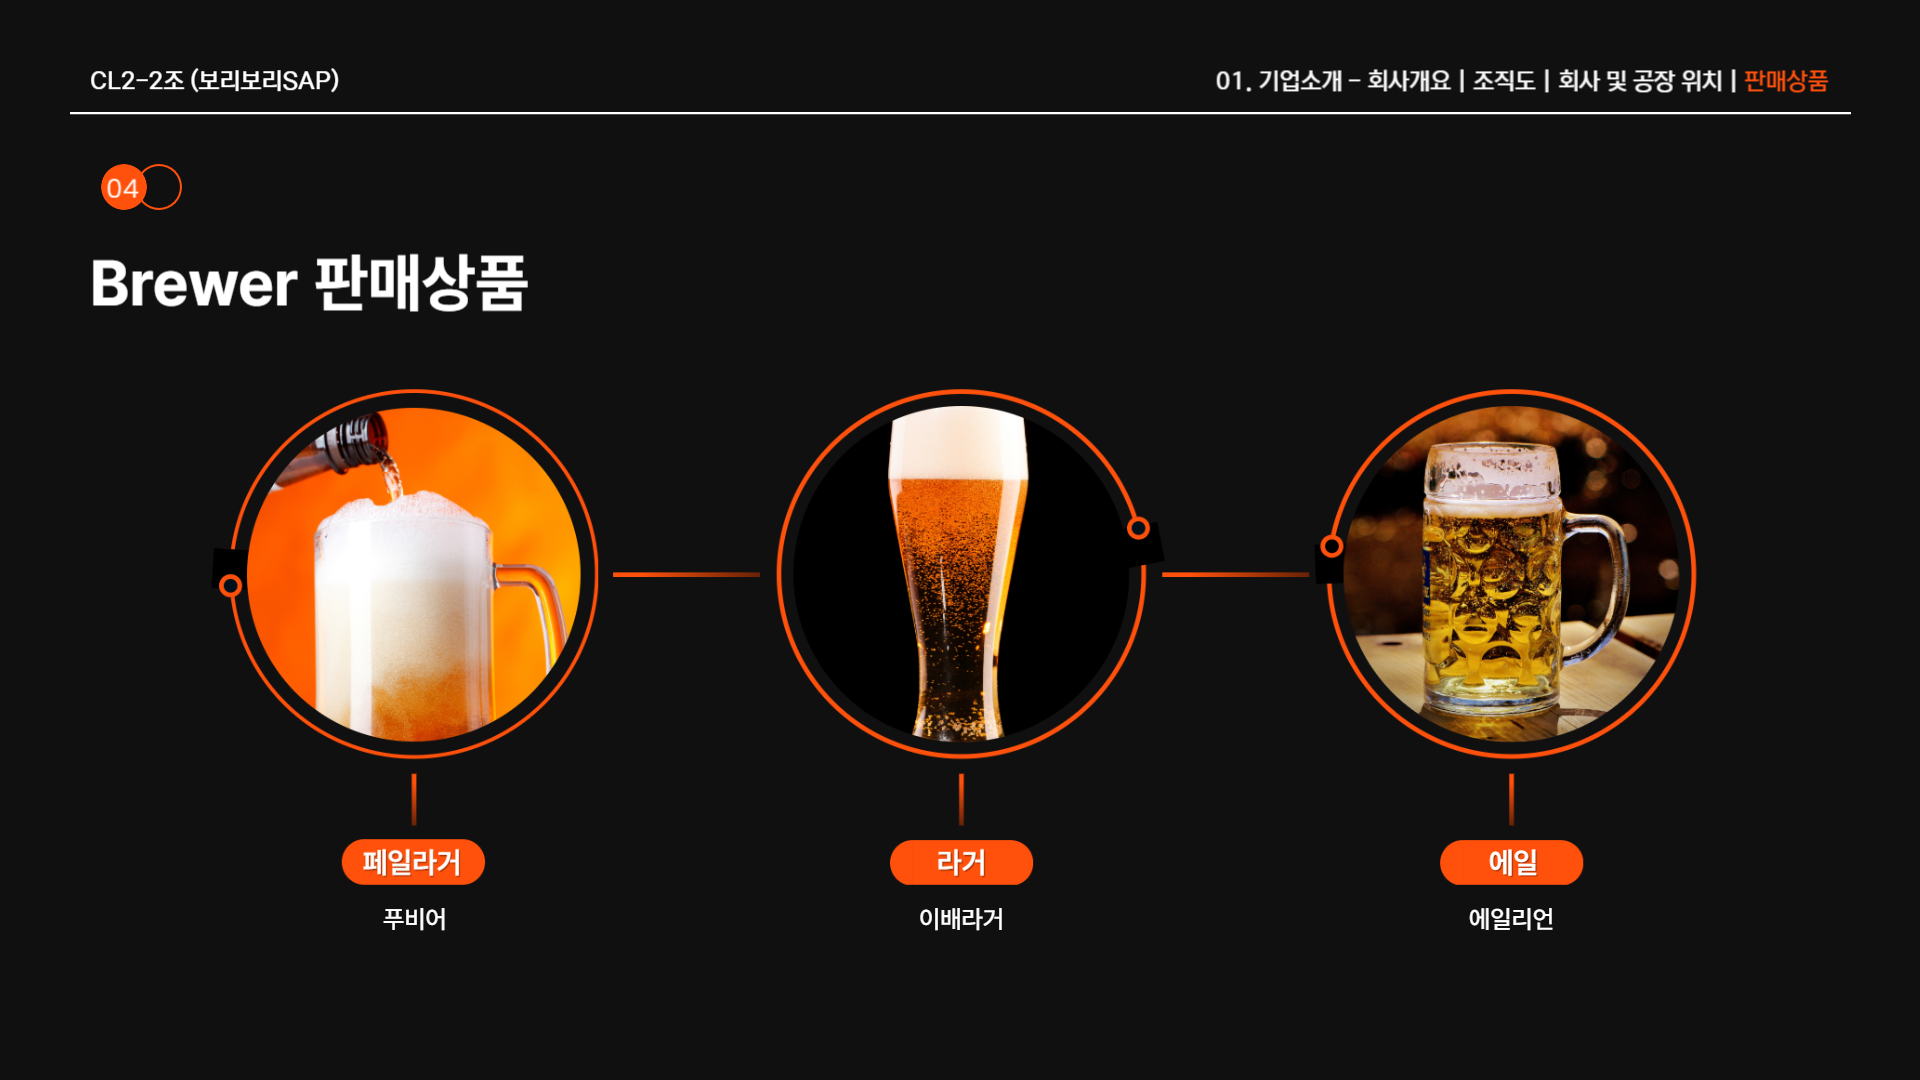 CL2-2조 (보리보리SAP)
01. 기업소개 - 회사개요 | 조직도 | 회사 및 공장 위치 | 판매상품
04
Brewer 판매상품
페일라거
라거
에일
푸비어
이배라거
에일리언